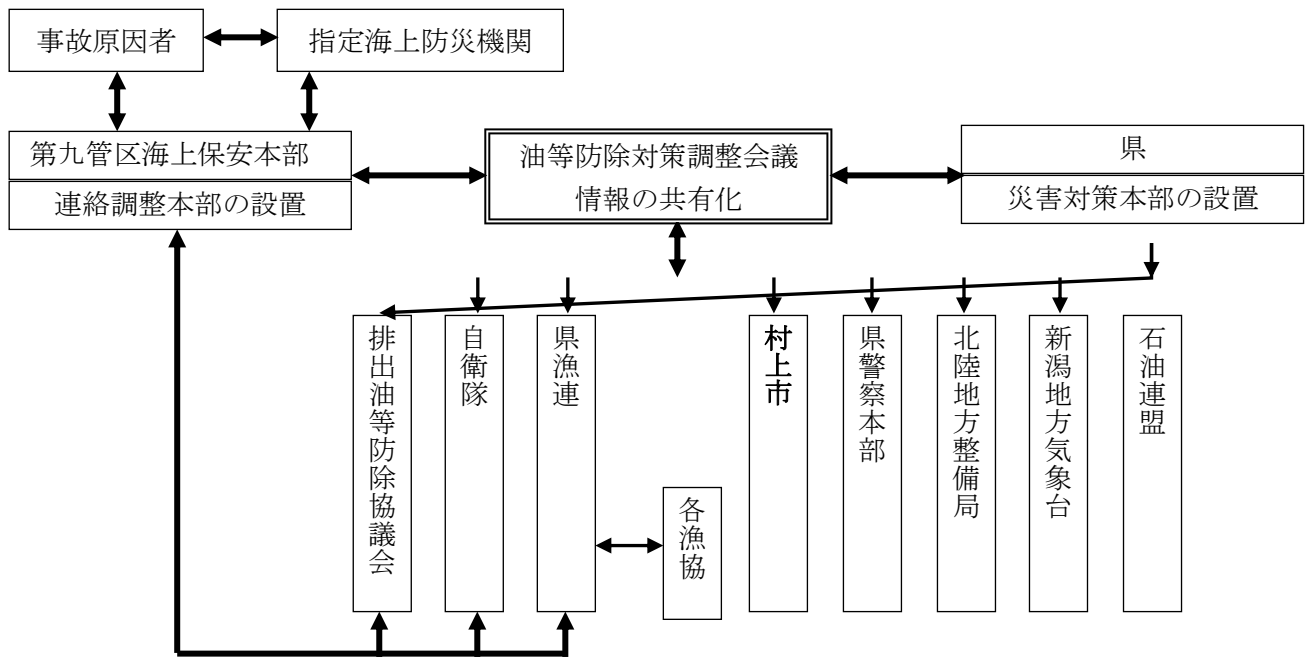 事故原因者
指定海上防災機関
第九管区海上保安本部
連絡調整本部の設置
油等防除対策調整会議
情報の共有化
県
災害対策本部の設置
排出油等防除協議会
自衛隊
県漁連
各漁協
村上市
県警察本部
北陸地方整備局
新潟地方気象台
石油連盟